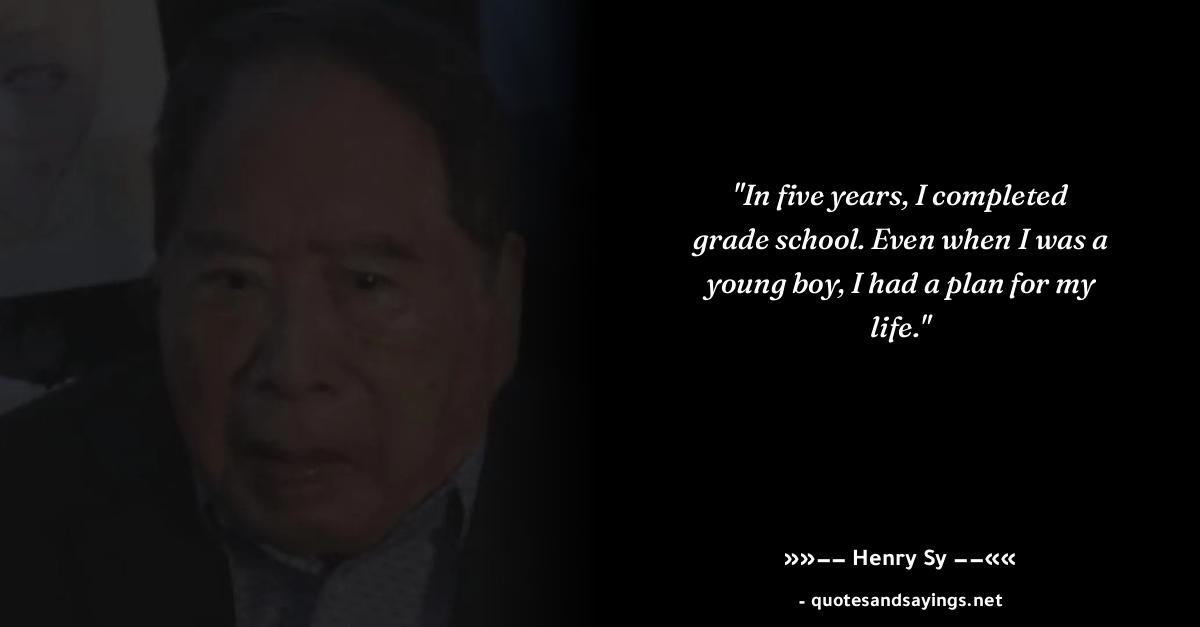 "In five years, I completed
grade school. Even when I was a
young boy, I had a plan for my
life."
»»−− Henry Sy −−««
- quotesandsayings.net